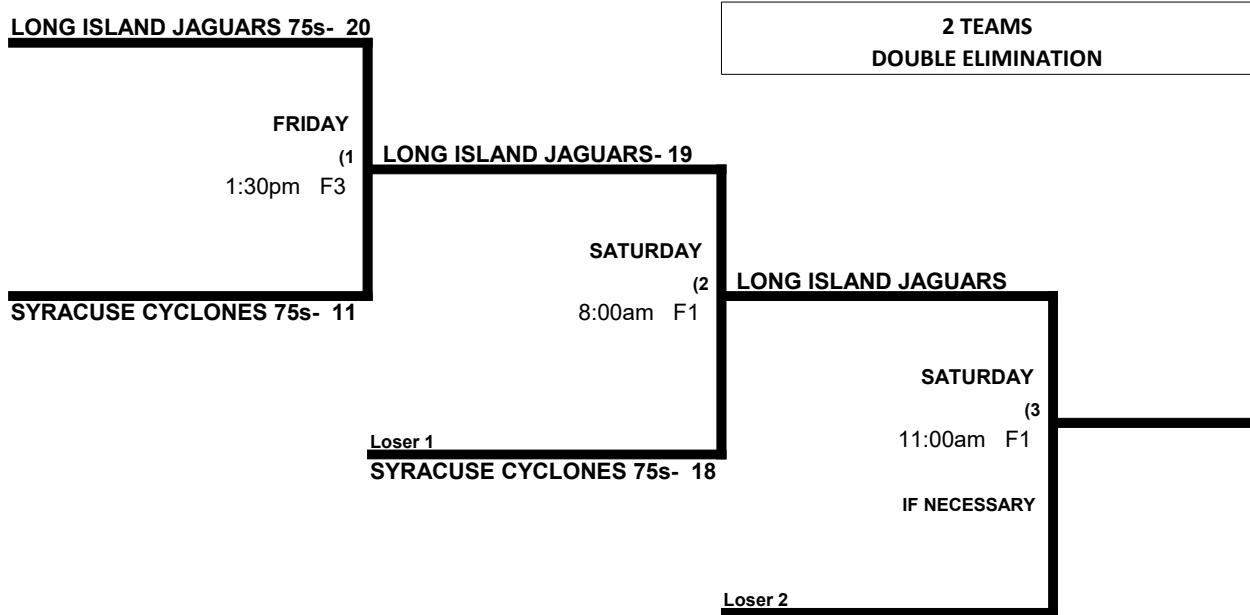 LONG ISLAND JAGUARS 75s- 20
2 TEAMS
DOUBLE ELIMINATION
FRIDAY
(1
LONG ISLAND JAGUARS- 19
1:30pm F3
SATURDAY
(2
LONG ISLAND JAGUARS
SYRACUSE CYCLONES 75s- 11
8:00am F1
SATURDAY
(3
Loser 1
11:00am F1
SYRACUSE CYCLONES 75s- 18
IF NECESSARY
Loser 2